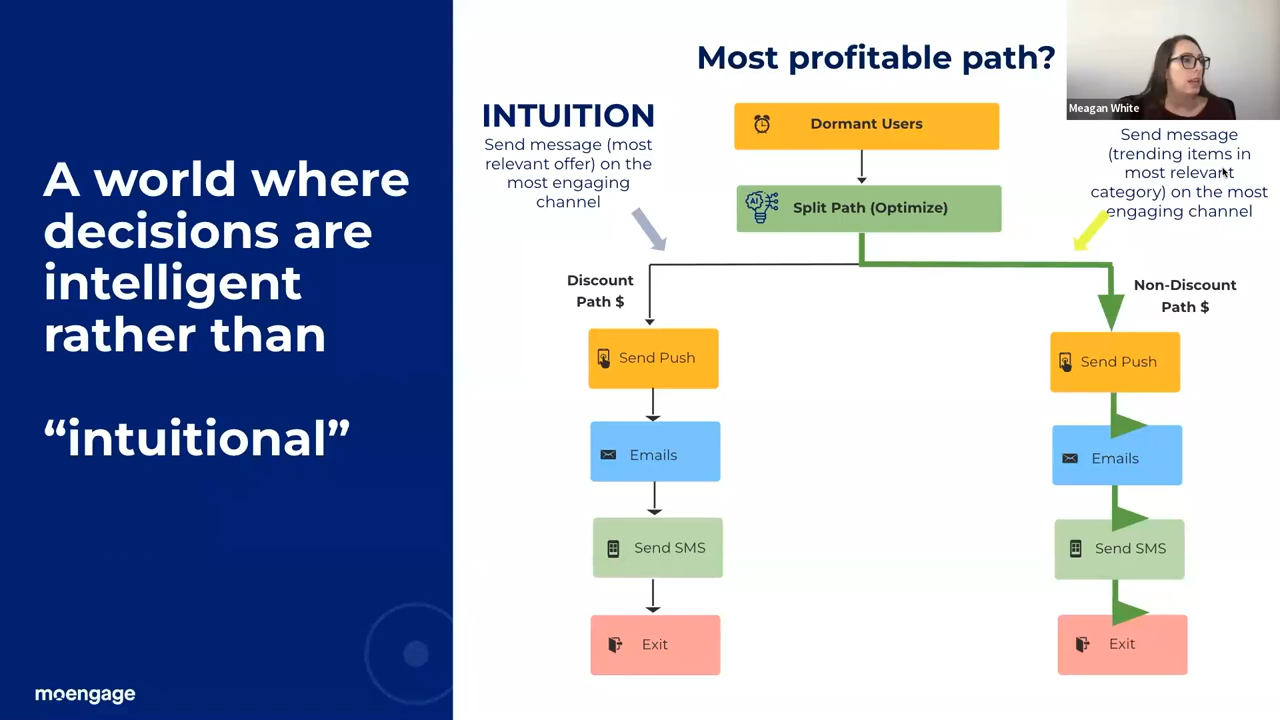 A world where
decisions are
intelligent
rather than
“intuitional”
moengage
Most profitable path?
Meagan White
INTUITION
Send message (most
relevant offer) on the
most engaging
channel
Dormant Users
AI
Split Path (Optimize)
Send message
(trending items in
most relevant
category) on the most
engaging channel
Discount
Path $
Send Push
Emails
Send SMS
Exit
Non-Discount
Path $
Send Push
Emails
Send SMS
Exit